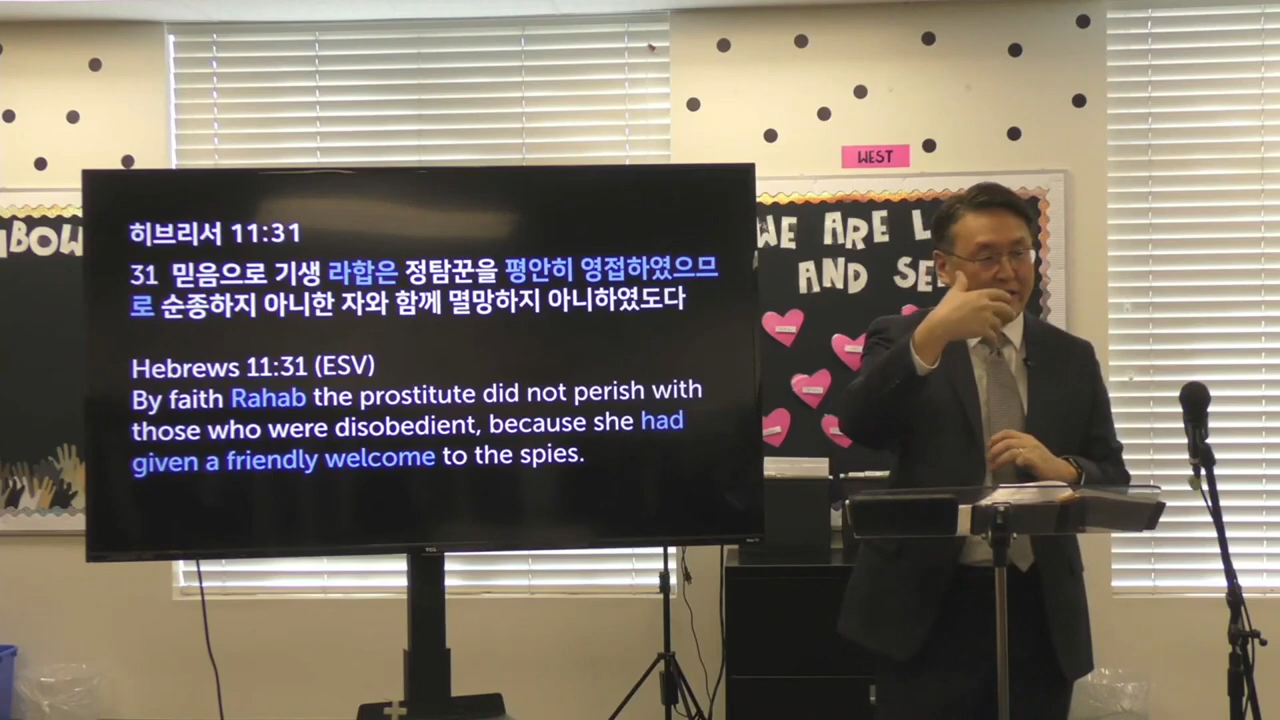 WEST
BOW
WE ARE L
AND SE
히브리서 11:31
31 믿음으로 기생 라합은 정탐꾼을 평안히 영접하였으므
로 순종하지 아니한 자와 함께 멸망하지 아니하였도다
Hebrews 11:31 (ESV)
By faith Rahab the prostitute did not perish with
those who were disobedient, because she had
given a friendly welcome to the spies.
TCL